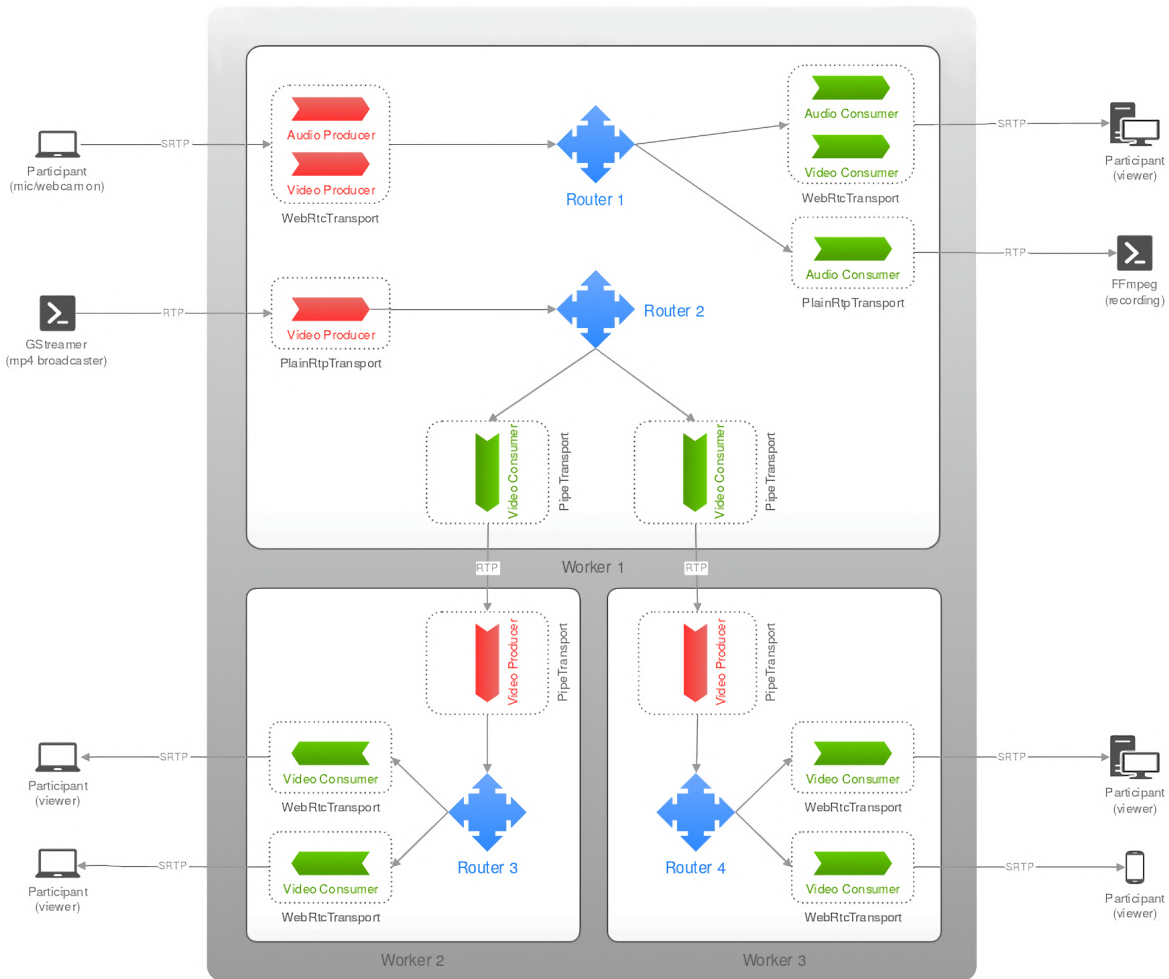 Audio Producer
Video Producer
WebRtcTransport
SRTP
Participant
(mic/webcam on)
Router 1
Audio Consumer
Video Consumer
WebRtcTransport
SRTP
Participant
(viewer)
Audio Consumer
PlainRtpTransport
RTP
FFmpeg
(recording)
RTP
GStreamer
(mp4 broadcaster)
Video Producer
PlainRtpTransport
Router 2
Video Consumer
PipeTransport
Video Consumer
PipeTransport
RTP
Worker 1
RTP
Video Producer
PipeTransport
Video Producer
PipeTransport
SRTP
Participant
(viewer)
Video Consumer
WebRtcTransport
SRTP
Participant
(viewer)
Video Consumer
WebRtcTransport
Router 3
Router 4
Video Consumer
WebRtcTransport
SRTP
Participant
(viewer)
Video Consumer
WebRtcTransport
SRTP
Participant
(viewer)
Worker 2
Worker 3